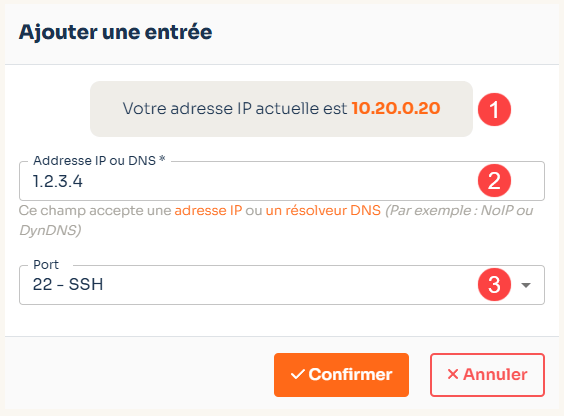 Ajouter une entrée
Votre adresse IP actuelle est 10.20.0.20
1
Addresse IP ou DNS *
1.2.3.4
2
Ce champ accepte une adresse IP ou un résolveur DNS (Par exemple : NoIP ou
DynDNS)
Port
22 - SSH
3
Confirmer
Annuler